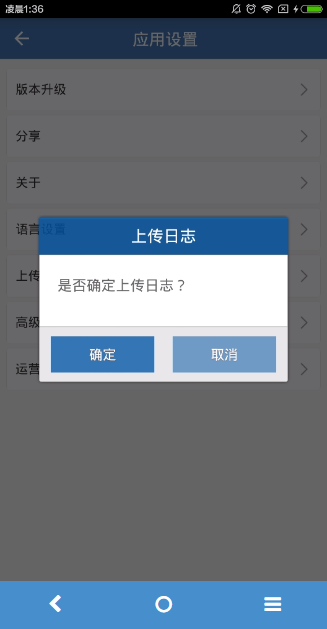 凌晨1:36
应用设置
版本升级
分享
关于
语言设置
上传日志
上传
是否确定上传日志？
高级
确定
取消
运营